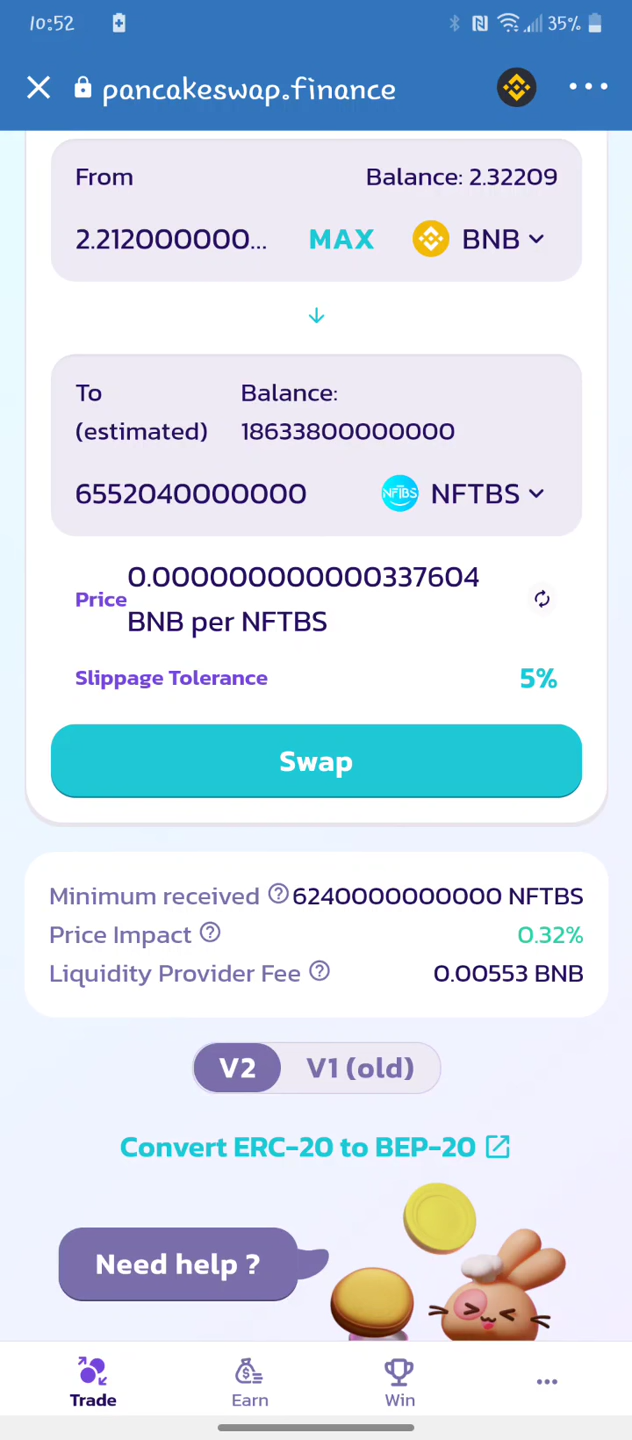 10:52 35%
pancakeswap.finance
From Balance: 2.32209
2.212000000... MAX BNB
To Balance:
(estimated) 18633800000000
6552040000000 NFTBS NFTBS
Price 0.000000000000337604
BNB per NFTBS
Slippage Tolerance 5%
Swap
Minimum received ? 6240000000000 NFTBS
Price Impact ? 0.32%
Liquidity Provider Fee ? 0.00553 BNB
V2 V1 (old)
Convert ERC-20 to BEP-20
Need help ?
Trade Earn Win